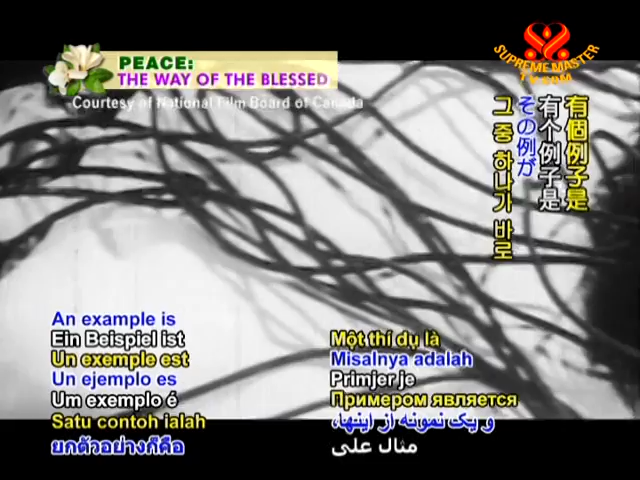 PEACE:
THE WAY OF THE BLESSED
Courtesy of National Film Board of Canada
SUPREME MASTER
TV.COM
有個例子是
有个例子是
その例が
그 중 하나가 바로
An example is
Ein Beispiel ist
Un exemple est
Un ejemplo es
Um exemplo é
Satu contoh ialah
ยกตัวอย่างก็คือ
Một thí dụ là
Misalnya adalah
Primjer je
Примером является
و یک نمونه از اینها،
مثال على